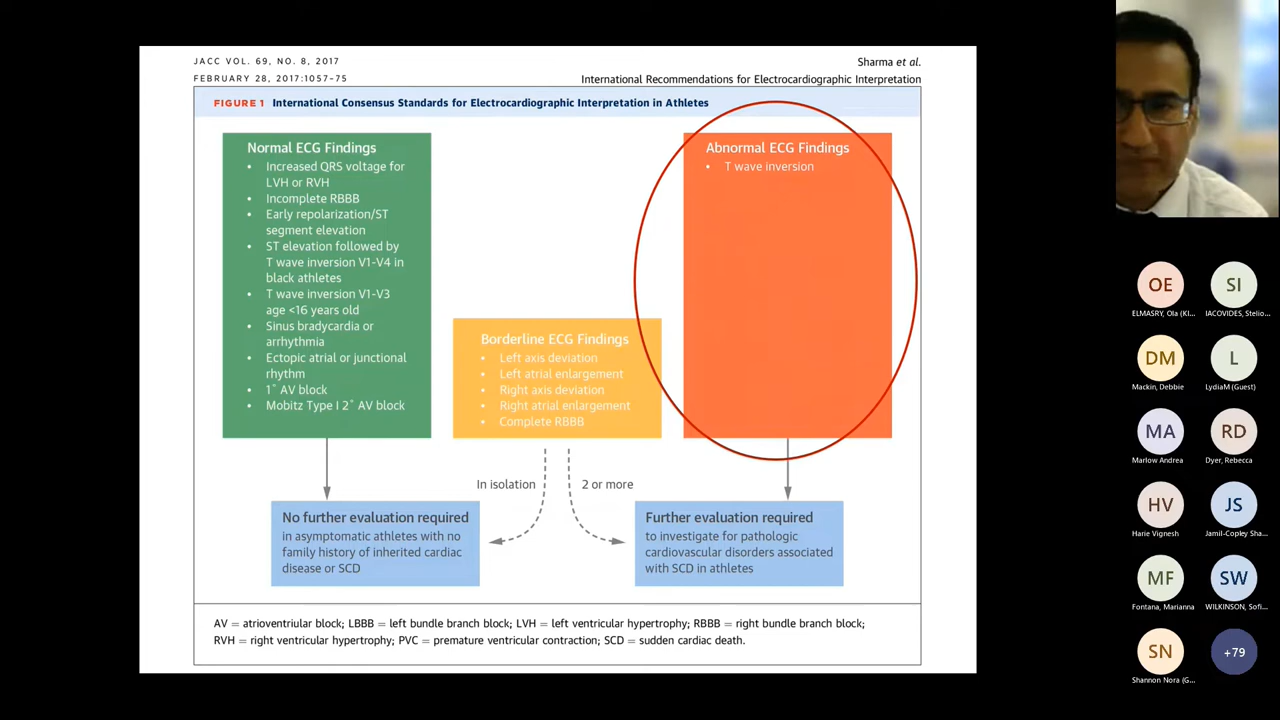 JACC VOL. 69, NO. 8, 2017
FEBRUARY 28, 2017:1057–75
Sharma et al.
International Recommendations for Electrocardiographic Interpretation
FIGURE 1 International Consensus Standards for Electrocardiographic Interpretation in Athletes
Normal ECG Findings
• Increased QRS voltage for
LVH or RVH
• Incomplete RBBB
• Early repolarization/ST
segment elevation
• ST elevation followed by
T wave inversion V1-V4 in
black athletes
• T wave inversion V1-V3
age <16 years old
• Sinus bradycardia or
arrhythmia
• Ectopic atrial or junctional
rhythm
• 1° AV block
• Mobitz Type I 2° AV block
Borderline ECG Findings
• Left axis deviation
• Left atrial enlargement
• Right axis deviation
• Right atrial enlargement
• Complete RBBB
Abnormal ECG Findings
• T wave inversion
In isolation
2 or more
No further evaluation required
in asymptomatic athletes with no
family history of inherited cardiac
disease or SCD
Further evaluation required
to investigate for pathologic
cardiovascular disorders associated
with SCD in athletes
AV = atrioventriular block; LBBB = left bundle branch block; LVH = left ventricular hypertrophy; RBBB = right bundle branch block;
RVH = right ventricular hypertrophy; PVC = premature ventricular contraction; SCD = sudden cardiac death.
OE
SI
ELMASRY, Ola (KI...
IACOVIDES, Stelio...
DM
L
Mackin, Debbie
LydiaM (Guest)
MA
RD
Marlow Andrea
Dyer, Rebecca
HV
JS
Harie Vignesh
Jamil-Copley Sha...
MF
SW
Fontana, Marianna
WILKINSON, Sofi...
SN
+79
Shannon Nora (G...